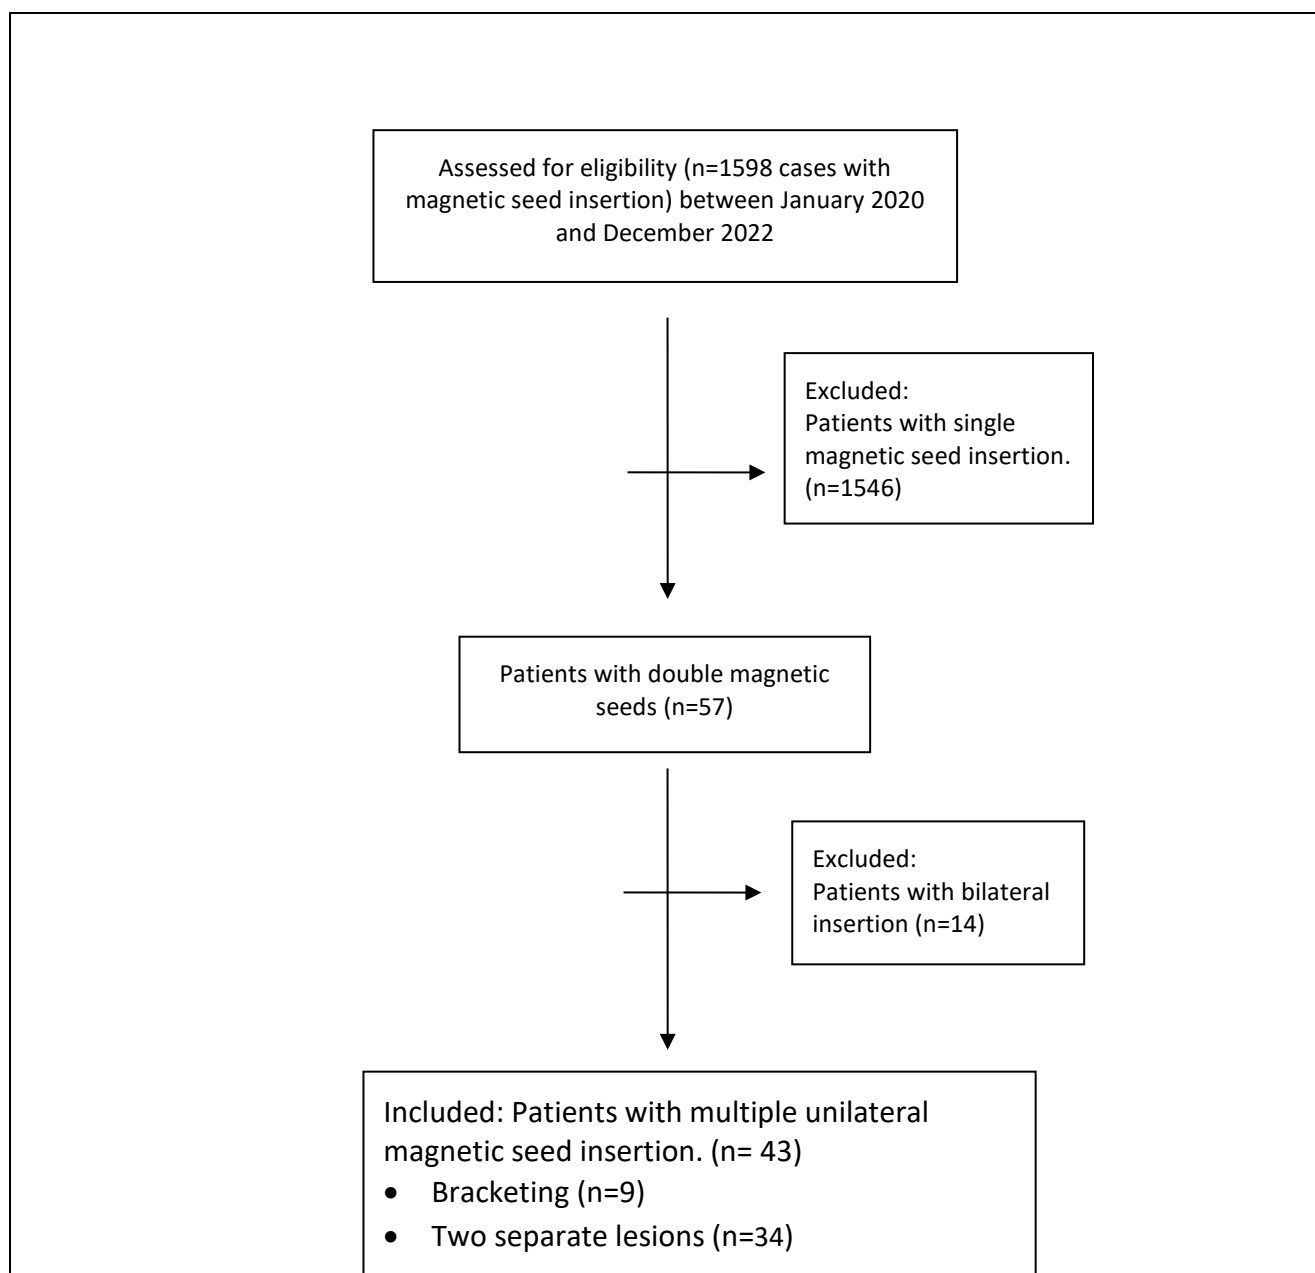 Assessed for eligibility (n=1598 cases with
magnetic seed insertion) between January 2020
and December 2022
Excluded:
Patients with single
magnetic seed insertion.
(n=1546)
Patients with double magnetic
seeds (n=57)
Excluded:
Patients with bilateral
insertion (n=14)
Included: Patients with multiple unilateral
magnetic seed insertion. (n= 43)
• Bracketing (n=9)
• Two separate lesions (n=34)